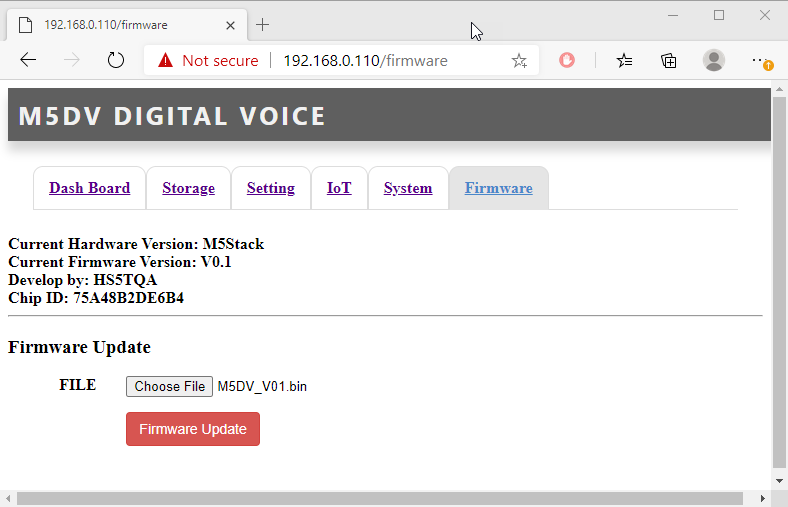 192.168.0.110/firmware
Not secure 192.168.0.110/firmware
M5DV DIGITAL VOICE
Dash Board Storage Setting IoT System Firmware
Current Hardware Version: M5Stack
Current Firmware Version: V0.1
Develop by: HS5TQA
Chip ID: 75A48B2DE6B4
Firmware Update
FILE Choose File M5DV_V01.bin
Firmware Update